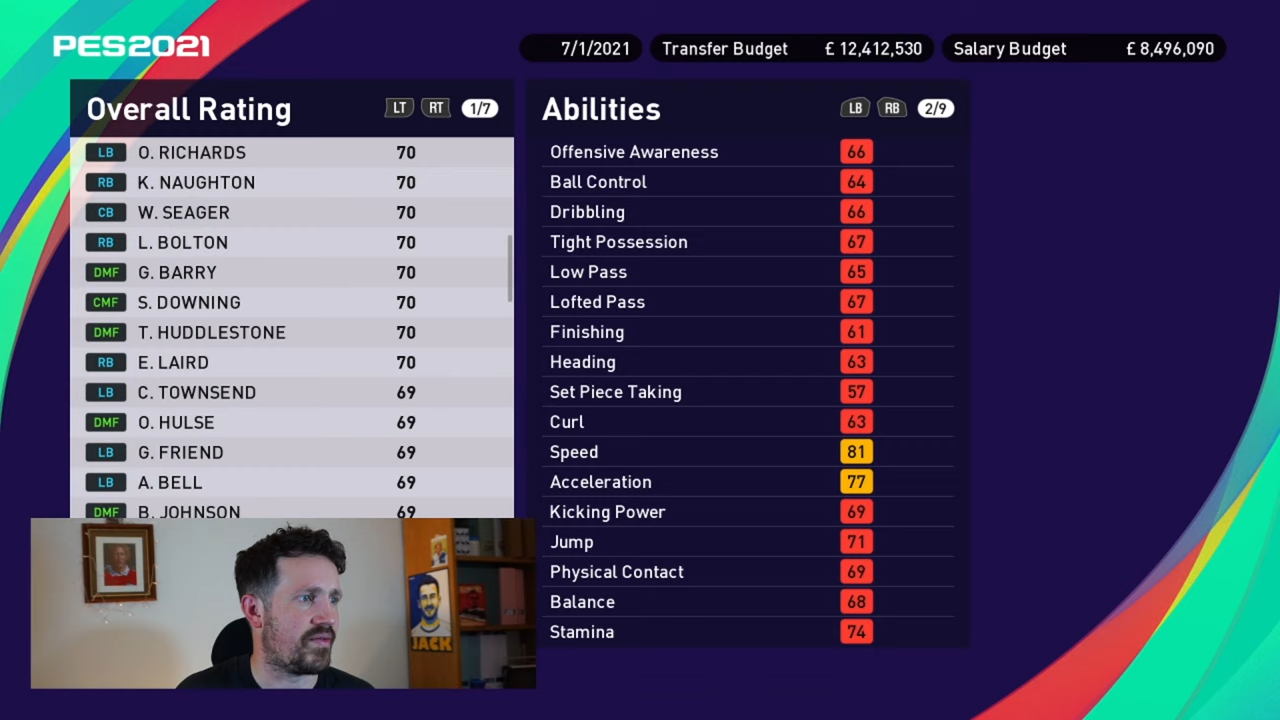 PES2021
7/1/2021 Transfer Budget £ 12,412,530 Salary Budget £ 8,496,090
Overall Rating LT RT 1/7
LB O. RICHARDS 70
RB K. NAUGHTON 70
CB W. SEAGER 70
RB L. BOLTON 70
DMF G. BARRY 70
CMF S. DOWNING 70
DMF T. HUDDLESTONE 70
RB E. LAIRD 70
LB C. TOWNSEND 69
DMF O. HULSE 69
LB G. FRIEND 69
LB A. BELL 69
DMF B. JOHNSON 69
Abilities LB RB 2/9
Offensive Awareness 66
Ball Control 64
Dribbling 66
Tight Possession 67
Low Pass 65
Lofted Pass 67
Finishing 61
Heading 63
Set Piece Taking 57
Curl 63
Speed 81
Acceleration 77
Kicking Power 69
Jump 71
Physical Contact 69
Balance 68
Stamina 74
JACK